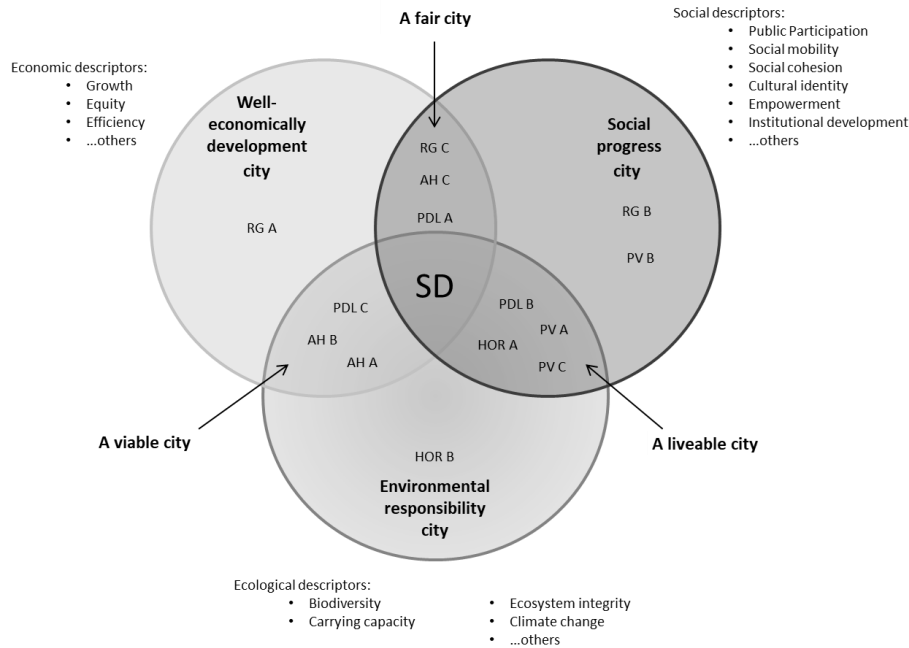 A fair city
Social descriptors:
• Public Participation
• Social mobility
• Social cohesion
• Cultural identity
• Empowerment
• Institutional development
• ...others
Economic descriptors:
• Growth
• Equity
• Efficiency
• ...others
Well-
economically
development
city
Social
progress
city
RG C
AH C
PDL A
RG A
RG B
PV B
SD
PDL C
AH B
AH A
PDL B
PV A
HOR A
PV C
A viable city
A liveable city
HOR B
Environmental
responsibility
city
Ecological descriptors:
• Biodiversity
• Carrying capacity
• Ecosystem integrity
• Climate change
• ...others